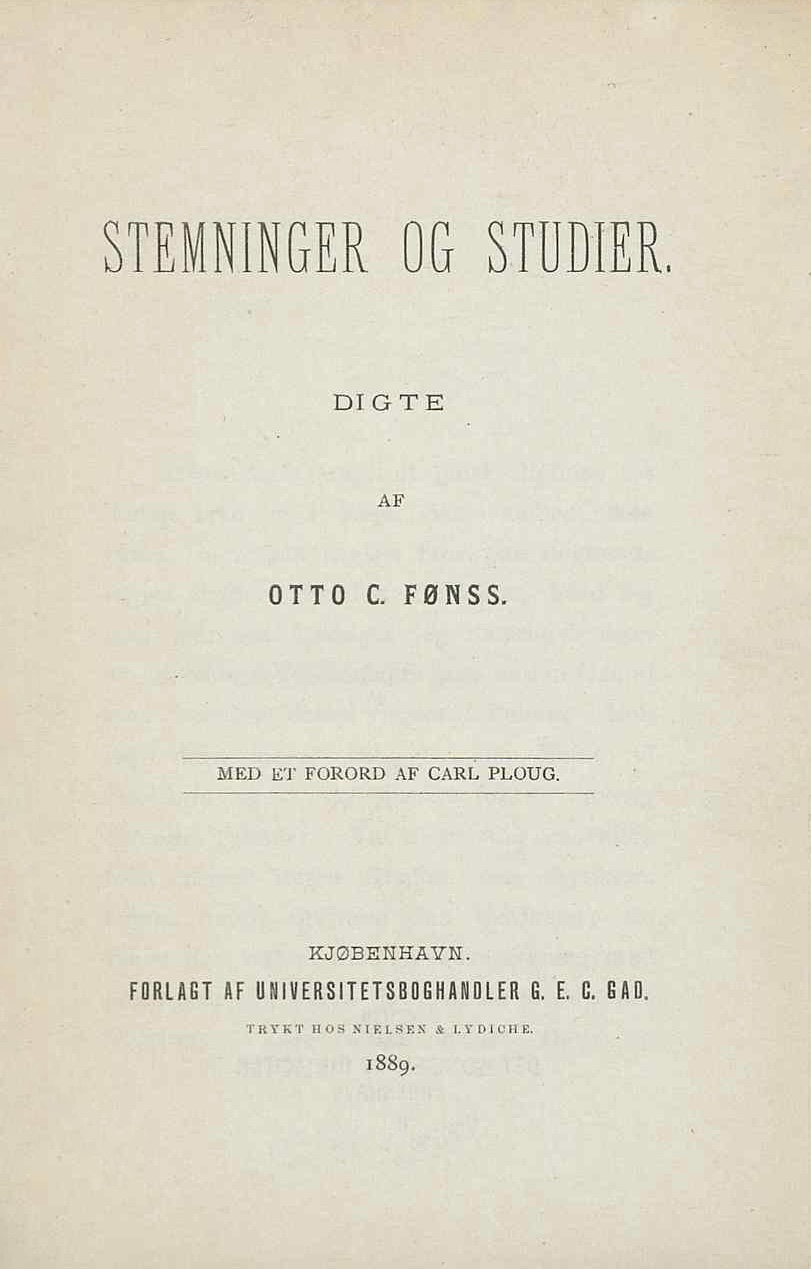 STEMNINGER OG STUDIER.
DIGTE
AF
OTTO C. FØNSS.
MED ET FORORD AF CARL PLOUG.
KJØBENHAVN.
FORLAGT AF UNIVERSITETSBOGHANDLER G. E. C. GAD.
TRYKT HOS NIELSEN & LYDICHE.
1889.